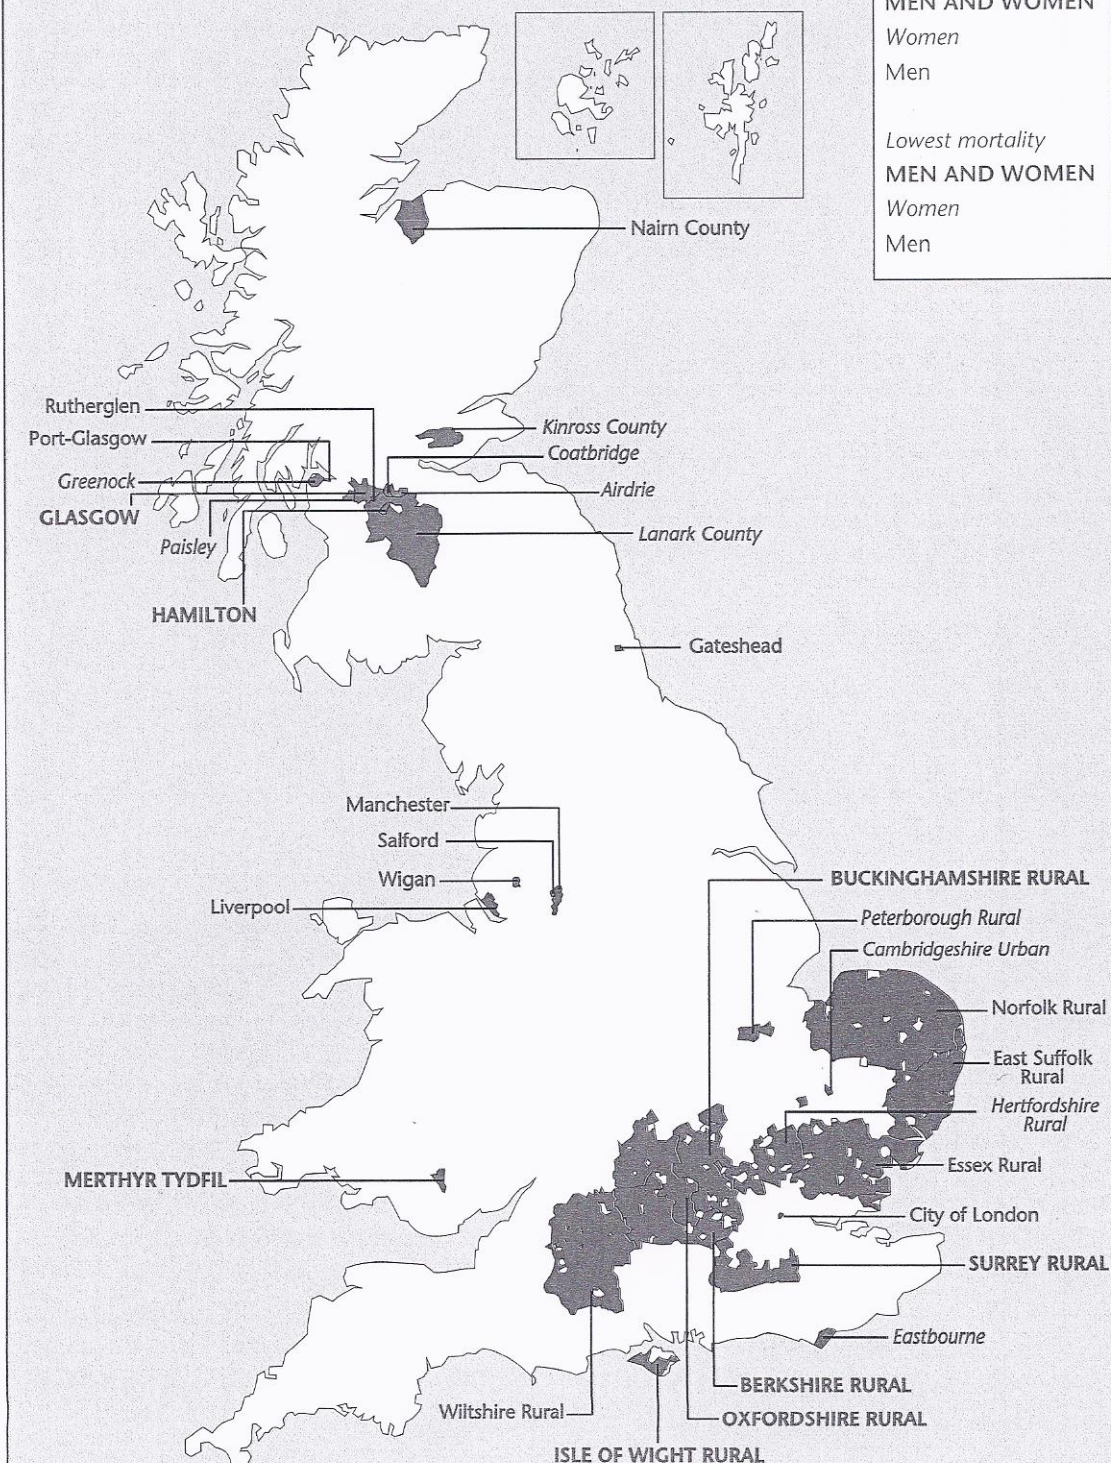 MEN AND WOMEN
Women
Men
Lowest mortality
MEN AND WOMEN
Women
Men
Nairn County
Rutherglen
Port-Glasgow
Greenock
GLASGOW
Paisley
HAMILTON
Kinross County
Coatbridge
Airdrie
Lanark County
Gateshead
Manchester
Salford
Wigan
Liverpool
BUCKINGHAMSHIRE RURAL
Peterborough Rural
Cambridgeshire Urban
Norfolk Rural
East Suffolk
Rural
Hertfordshire
Rural
Essex Rural
MERTHYR TYDFIL
City of London
SURREY RURAL
Eastbourne
BERKSHIRE RURAL
Wiltshire Rural
OXFORDSHIRE RURAL
ISLE OF WIGHT RURAL